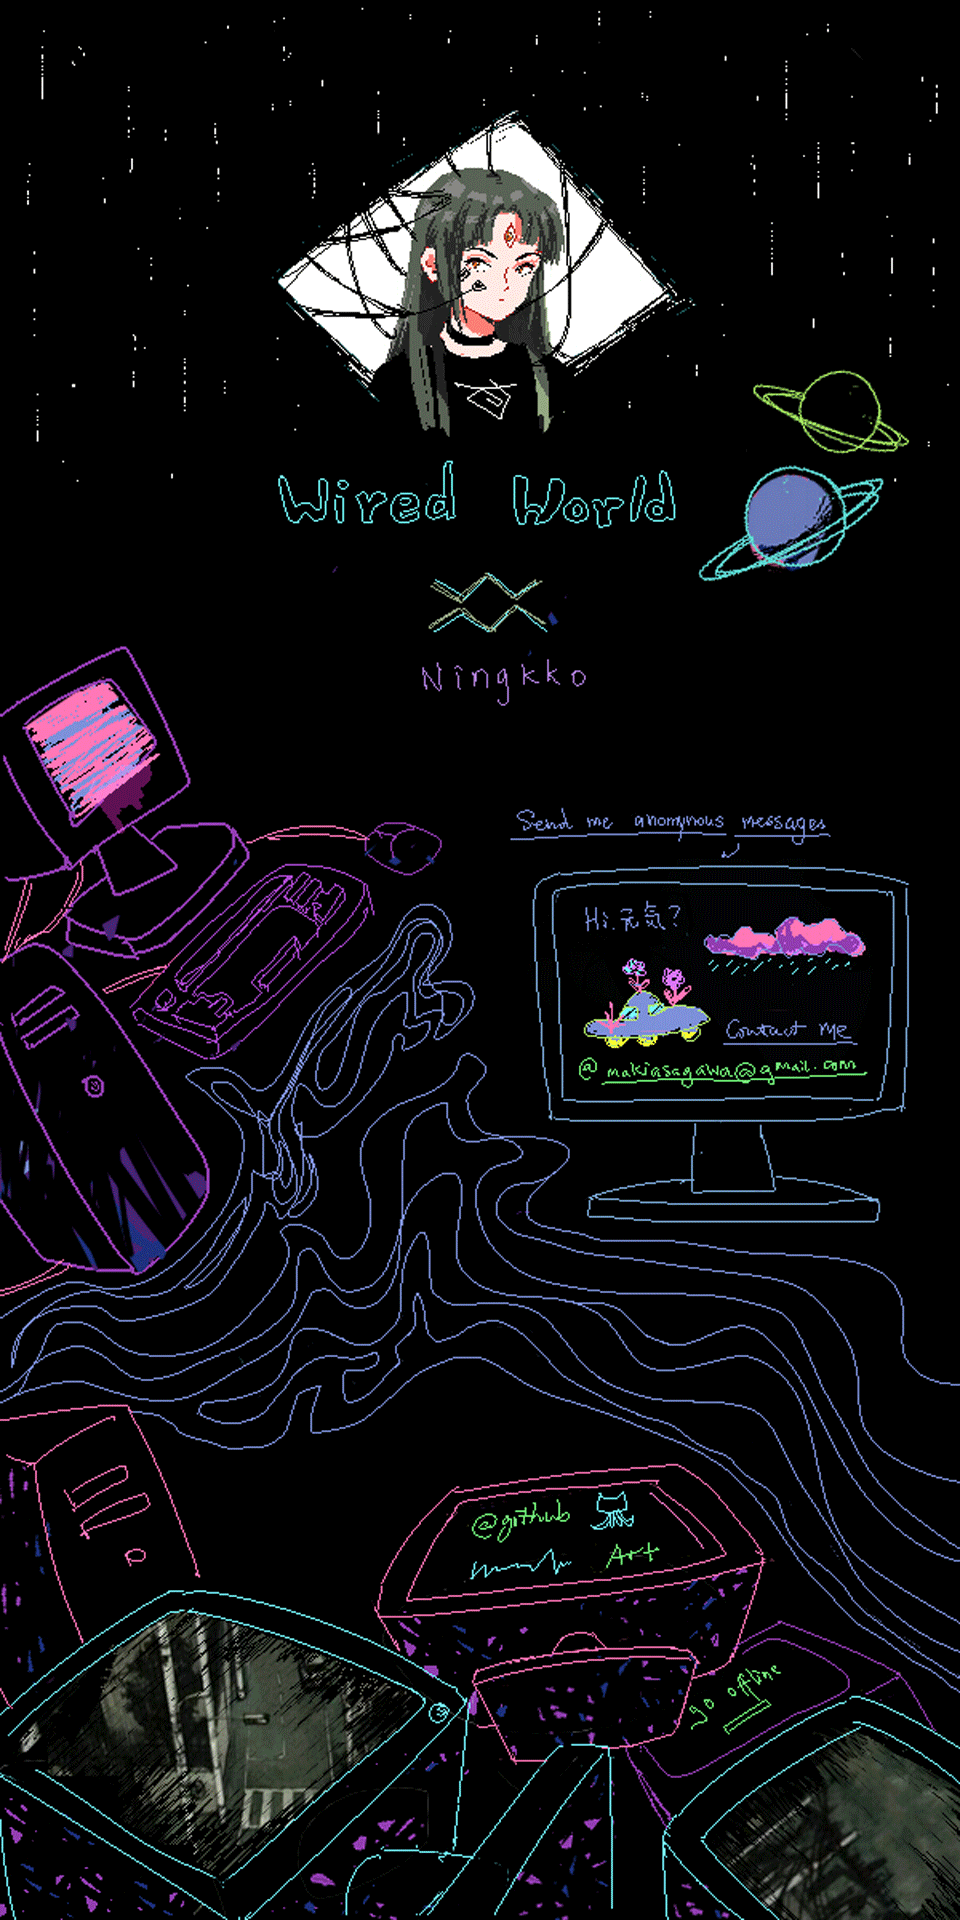 Wired World
Ningkko
Send me anonymous messages
Hi. 元気?
Contact Me
@ makiasagawa@gmail.com
@github
Art
go offline